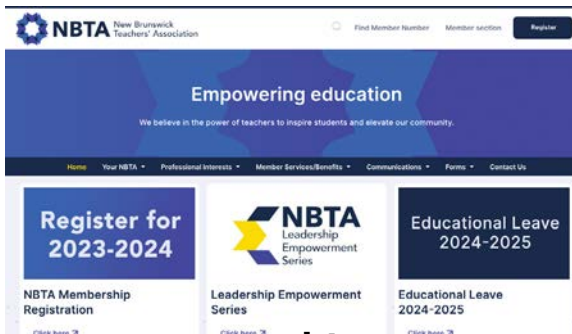 NBTA New Brunswick
Teachers' Association
Find Member Number Member section Register
Empowering education
We believe in the power of teachers to inspire students and elevate our community.
Home Your NBTA Professional Interests Member Services/Benefits Communications Forms Contact Us
Register for
2023-2024
NBTA
Leadership
Empowerment
Series
Educational Leave
2024-2025
NBTA Membership
Registration
Leadership Empowerment
Series
Educational Leave
2024-2025
Click here
Click here
Click here